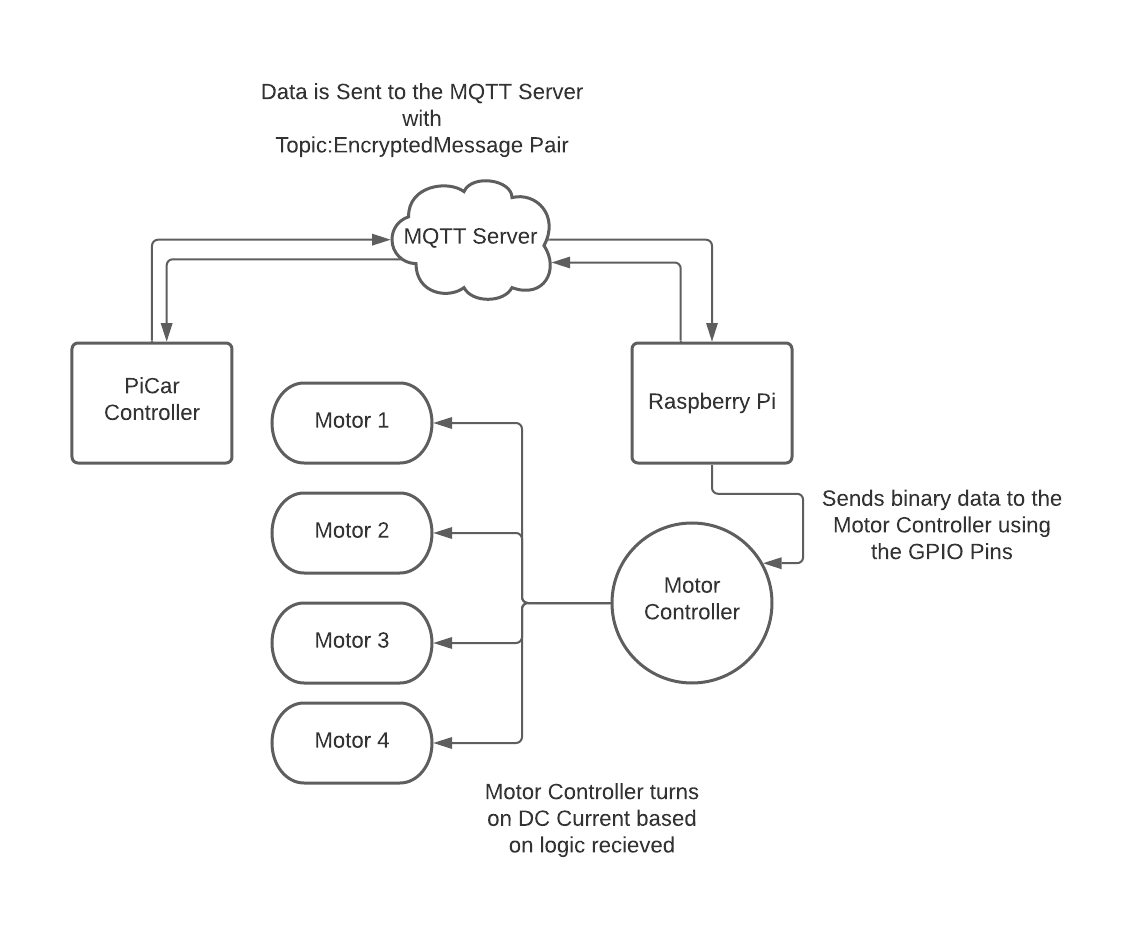 Data is Sent to the MQTT Server
with
Topic:EncryptedMessage Pair
MQTT Server
PiCar
Controller
Raspberry Pi
Motor 1
Motor 2
Motor 3
Motor 4
Sends binary data to the
Motor Controller using
the GPIO Pins
Motor
Controller
Motor Controller turns
on DC Current based
on logic recieved